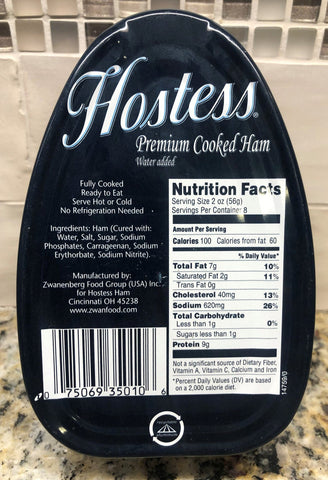 Hostess®
Premium Cooked Ham
Water added
Fully Cooked
Ready to Eat
Serve Hot or Cold
No Refrigeration Needed
Ingredients: Ham (Cured with:
Water, Salt, Sugar, Sodium
Phosphates, Carrageenan, Sodium
Erythorbate, Sodium Nitrite).
Manufactured by:
Zwanenberg Food Group (USA) Inc.
for Hostess Ham
Cincinnati OH 45238
www.zwanfood.com
0 75069 35010 6
Nutrition Facts
Serving Size 2 oz (56g)
Servings Per Container 8
Amount Per Serving
Calories 100 Calories from fat 60
% Daily Value*
Total Fat 7g 10%
Saturated Fat 2g 11%
Trans Fat 0g
Cholesterol 40mg 13%
Sodium 620mg 26%
Total Carbohydrate
Less than 1g 0%
Sugars less than 1g
Protein 9g
Not a significant source of Dietary Fiber,
Vitamin A, Vitamin C, Calcium and Iron
*Percent Daily Values (DV) are based
on a 2,000 calorie diet.
14759/0